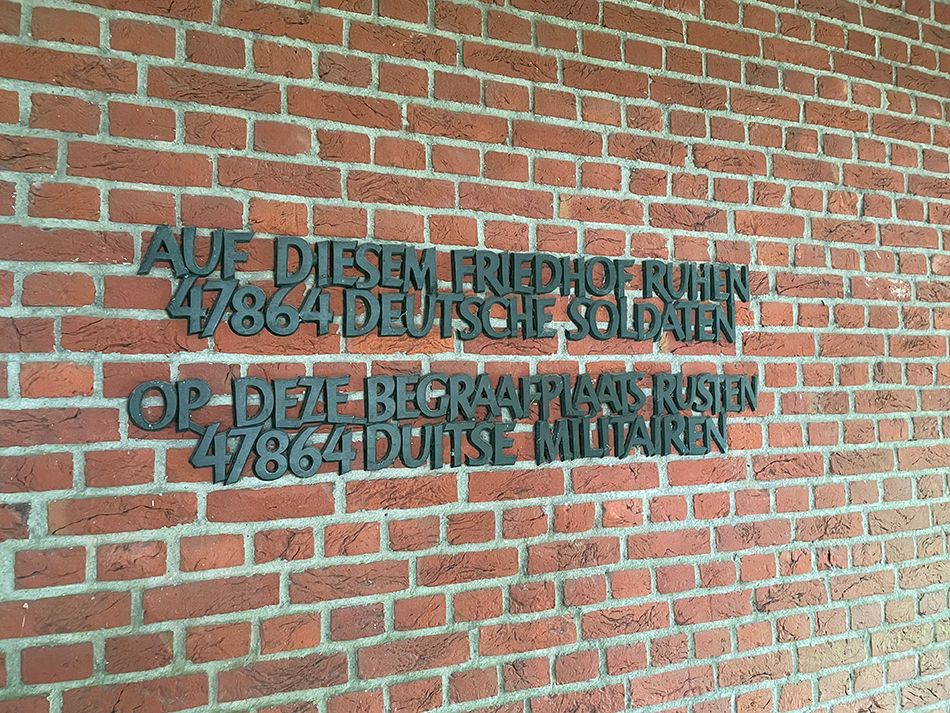 AUF DIESEM FRIEDHOF RUHEN
47864 DEUTSCHE SOLDATEN
OP DEZE BEGRAAFPLAATS RUSTEN
47864 DUITSE MILITAIREN